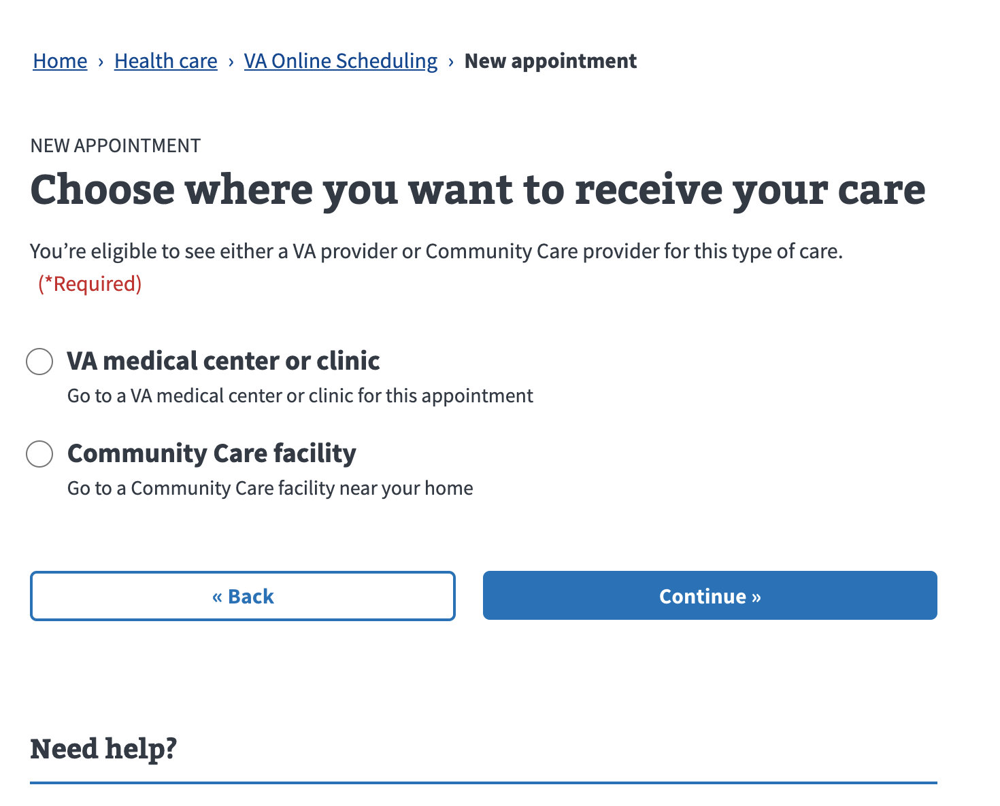 Home › Health care › VA Online Scheduling › New appointment
NEW APPOINTMENT
Choose where you want to receive your care
You’re eligible to see either a VA provider or Community Care provider for this type of care.
(*Required)
VA medical center or clinic
Go to a VA medical center or clinic for this appointment
Community Care facility
Go to a Community Care facility near your home
« Back
Continue »
Need help?